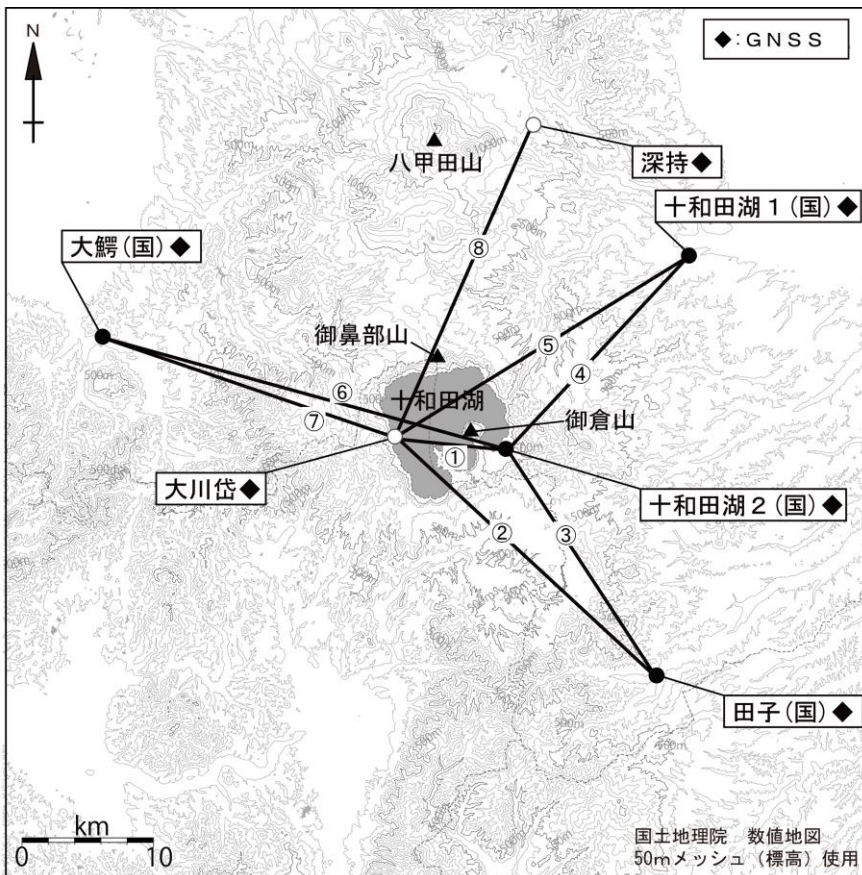 N
◆:GNSS
八甲田山
深持◆
十和田湖1(国)◆
大鰐(国)◆
⑧
御鼻部山
⑤
④
⑥
十和田湖
⑦
御倉山
①
大川岱◆
十和田湖2(国)◆
②
③
田子(国)◆
km
0 10
国土地理院 数値地図
50mメッシュ(標高)使用
500m
1000m